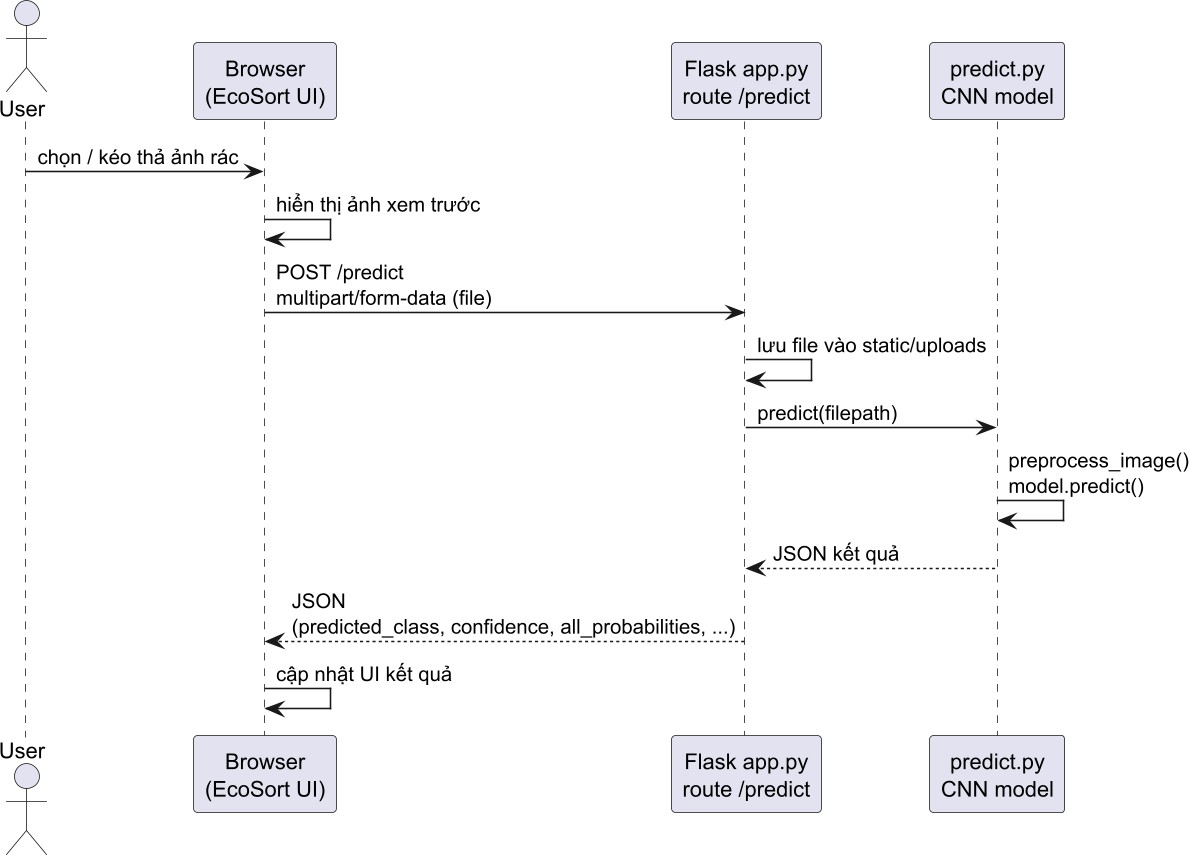 User
Browser
(EcoSort UI)
Flask app.py
route /predict
predict.py
CNN model
chọn / kéo thả ảnh rác
hiển thị ảnh xem trước
POST /predict
multipart/form-data (file)
lưu file vào static/uploads
predict(filepath)
preprocess_image()
model.predict()
JSON kết quả
JSON
(predicted_class, confidence, all_probabilities, ...)
cập nhật UI kết quả
User
Browser
(EcoSort UI)
Flask app.py
route /predict
predict.py
CNN model